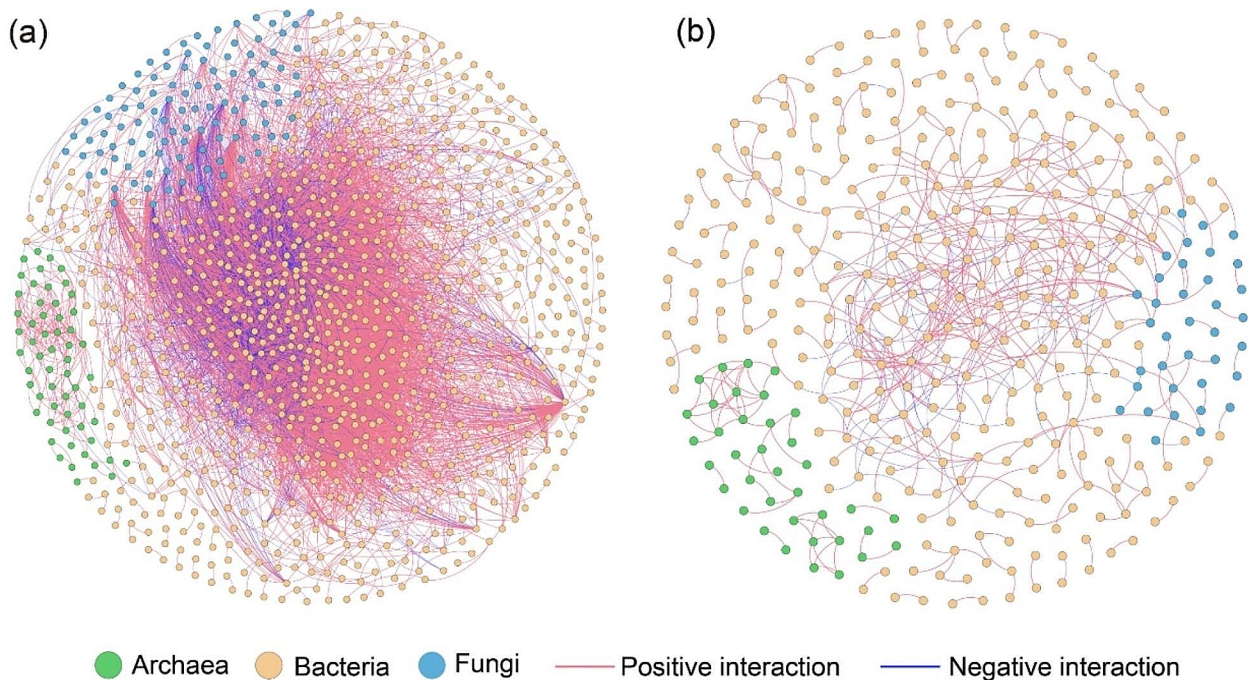 (a)
(b)
Archaea Bacteria Fungi Positive interaction Negative interaction